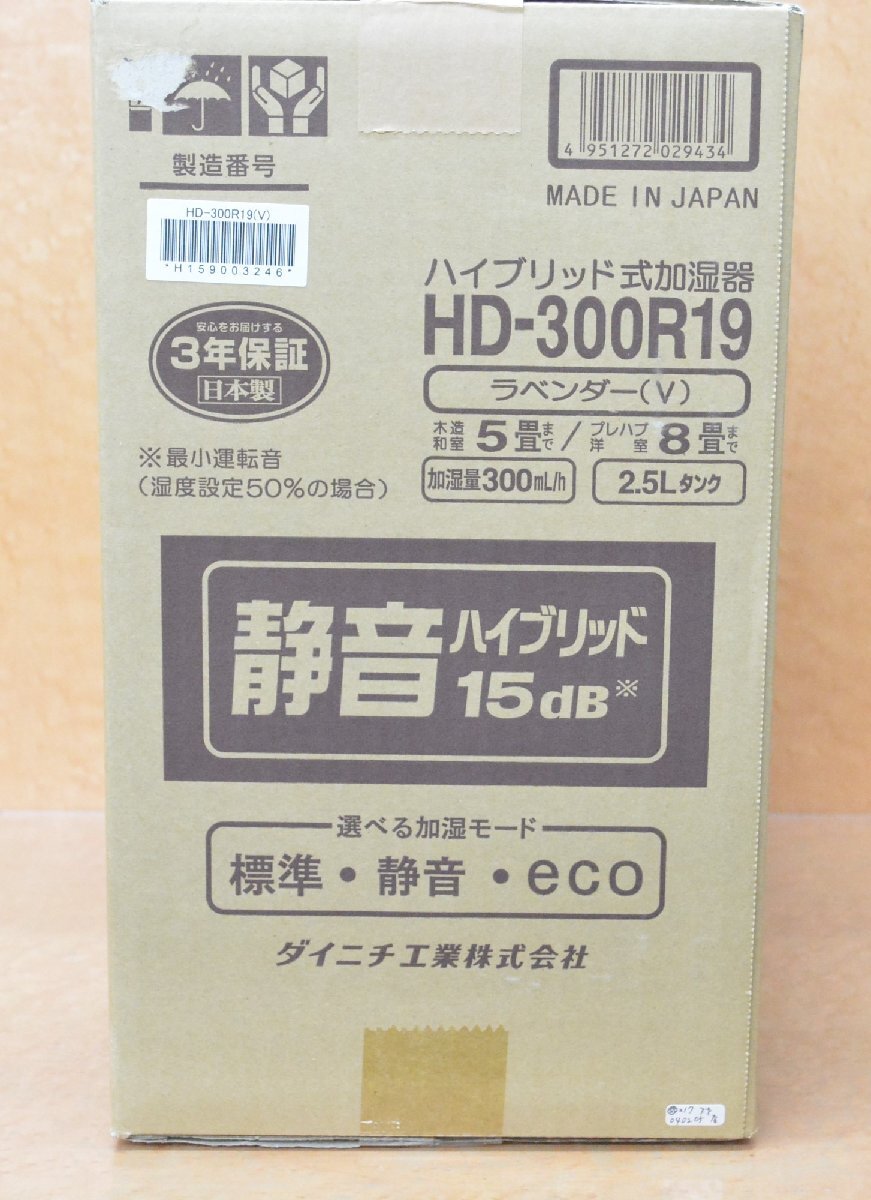 4 951272 029434
MADE IN JAPAN
製造番号
HD-300R19(V)
*H159003246*
ハイブリッド式加湿器
HD-300R19
ラベンダー(V)
木造和室 5畳まで / プレハブ洋室 8畳まで
加湿量300mL/h
2.5Lタンク
安心をお届けする
3年保証
日本製
※最小運転音
(湿度設定50%の場合)
静音ハイブリッド
15dB※
選べる加湿モード
標準・静音・eco
ダイニチ工業株式会社